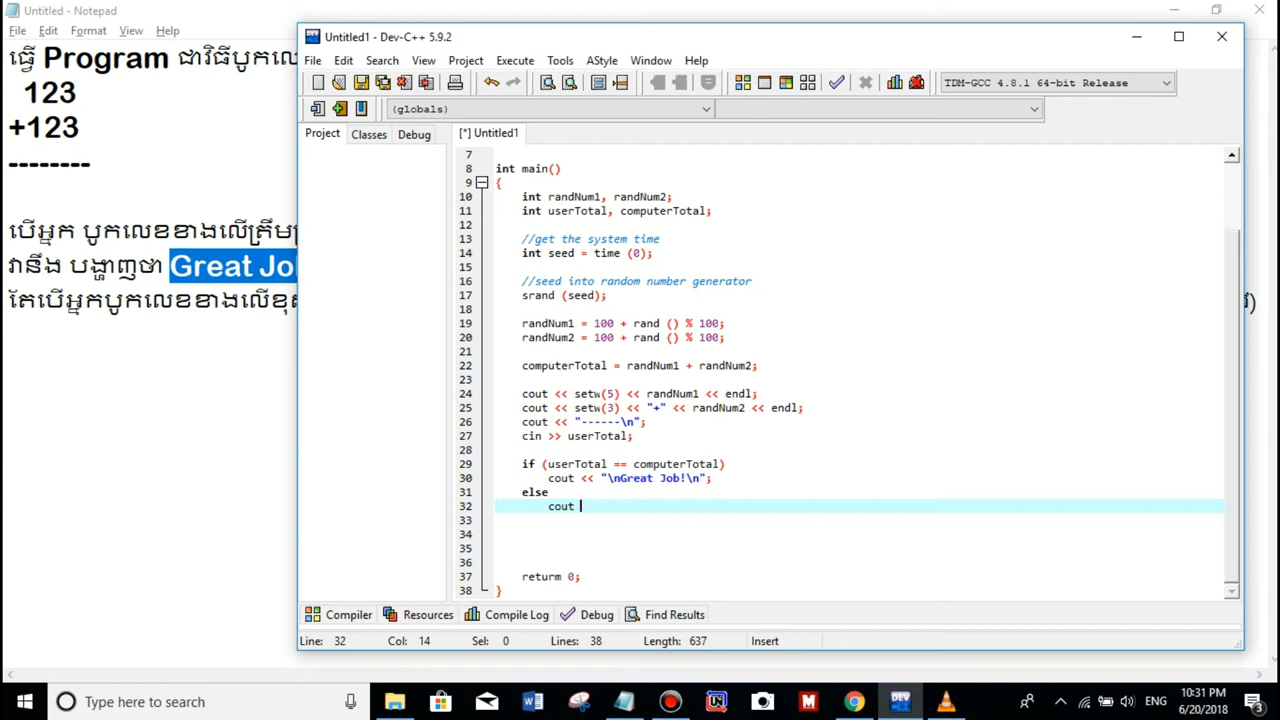 Untitled - Notepad
File Edit Format View Help
ធ្វើ Program ជាវិធីបូកលេ
123
+123
--------
បើអ្នក បូកលេខខាងលើត្រឹម
វានឹង បង្ហាញថា Great Jo
តែបើអ្នកបូកលេខខាងលើខុស
Untitled1 - Dev-C++ 5.9.2
File Edit Search View Project Execute Tools AStyle Window Help
TDM-GCC 4.8.1 64-bit Release
(globals)
Project Classes Debug
[*] Untitled1
7
8 int main()
9 {
10 int randNum1, randNum2;
11 int userTotal, computerTotal;
12
13 //get the system time
14 int seed = time (0);
15
16 //seed into random number generator
17 srand (seed);
18
19 randNum1 = 100 + rand () % 100;
20 randNum2 = 100 + rand () % 100;
21
22 computerTotal = randNum1 + randNum2;
23
24 cout << setw(5) << randNum1 << endl;
25 cout << setw(3) << "+" << randNum2 << endl;
26 cout << "------\n";
27 cin >> userTotal;
28
29 if (userTotal == computerTotal)
30 cout << "\nGreat Job!\n";
31 else
32 cout
33
34
35
36
37 returm 0;
38 }
Compiler Resources Compile Log Debug Find Results
Line: 32 Col: 14 Sel: 0 Lines: 38 Length: 637 Insert
Type here to search
ENG
10:31 PM
6/20/2018
3